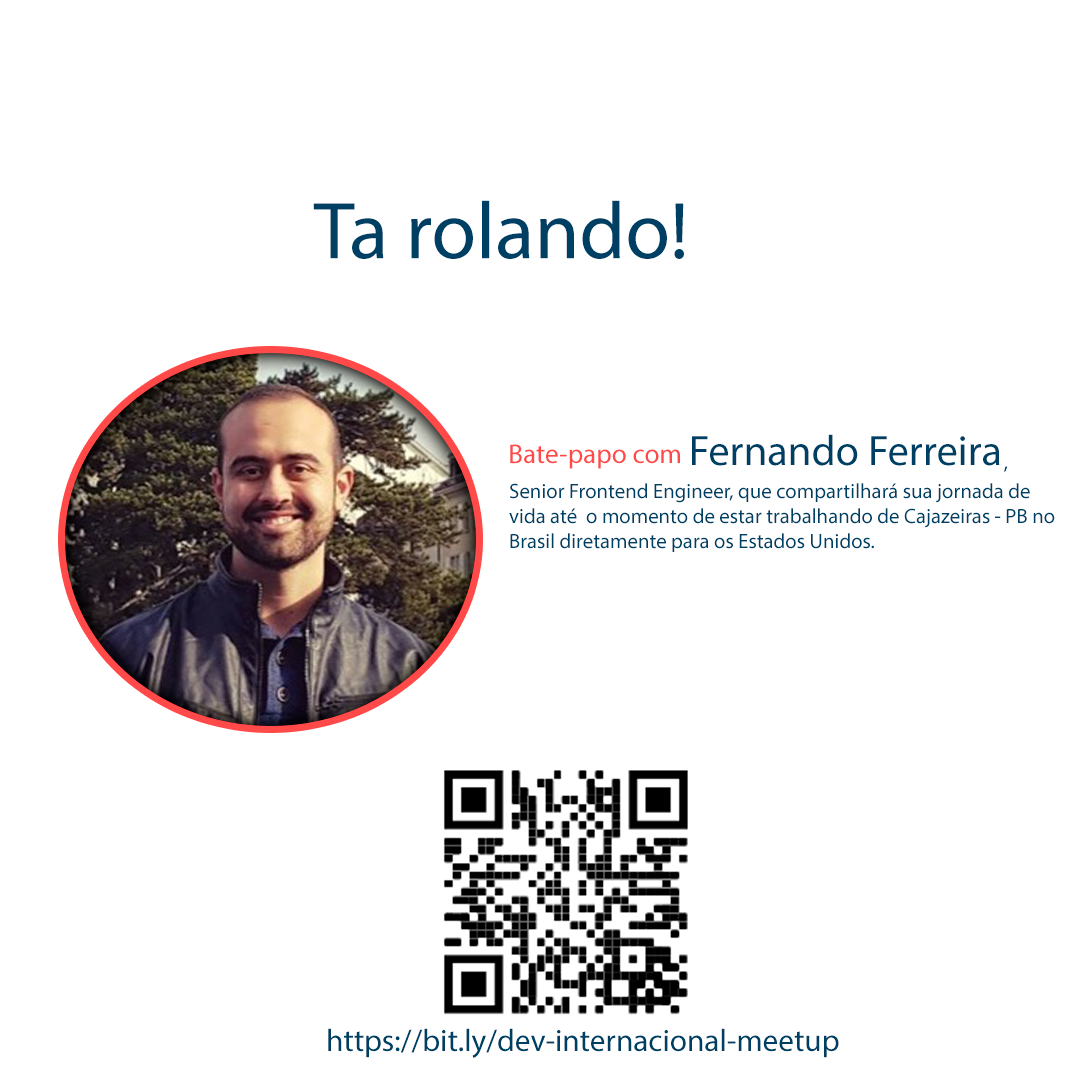 Ta rolando!
Bate-papo com Fernando Ferreira,
Senior Frontend Engineer, que compartilhará sua jornada de
vida até  o momento de estar trabalhando de Cajazeiras - PB no
Brasil diretamente para os Estados Unidos.
https://bit.ly/dev-internacional-meetup